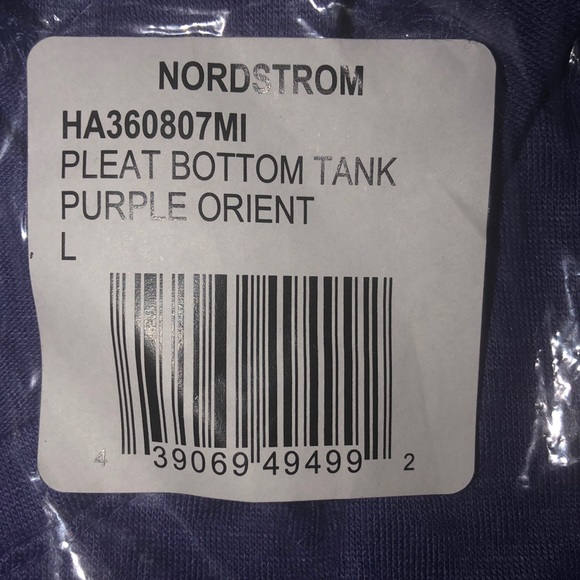 NORDSTROM
HA360807MI
PLEAT BOTTOM TANK
PURPLE ORIENT
L
4 39069 49499 2